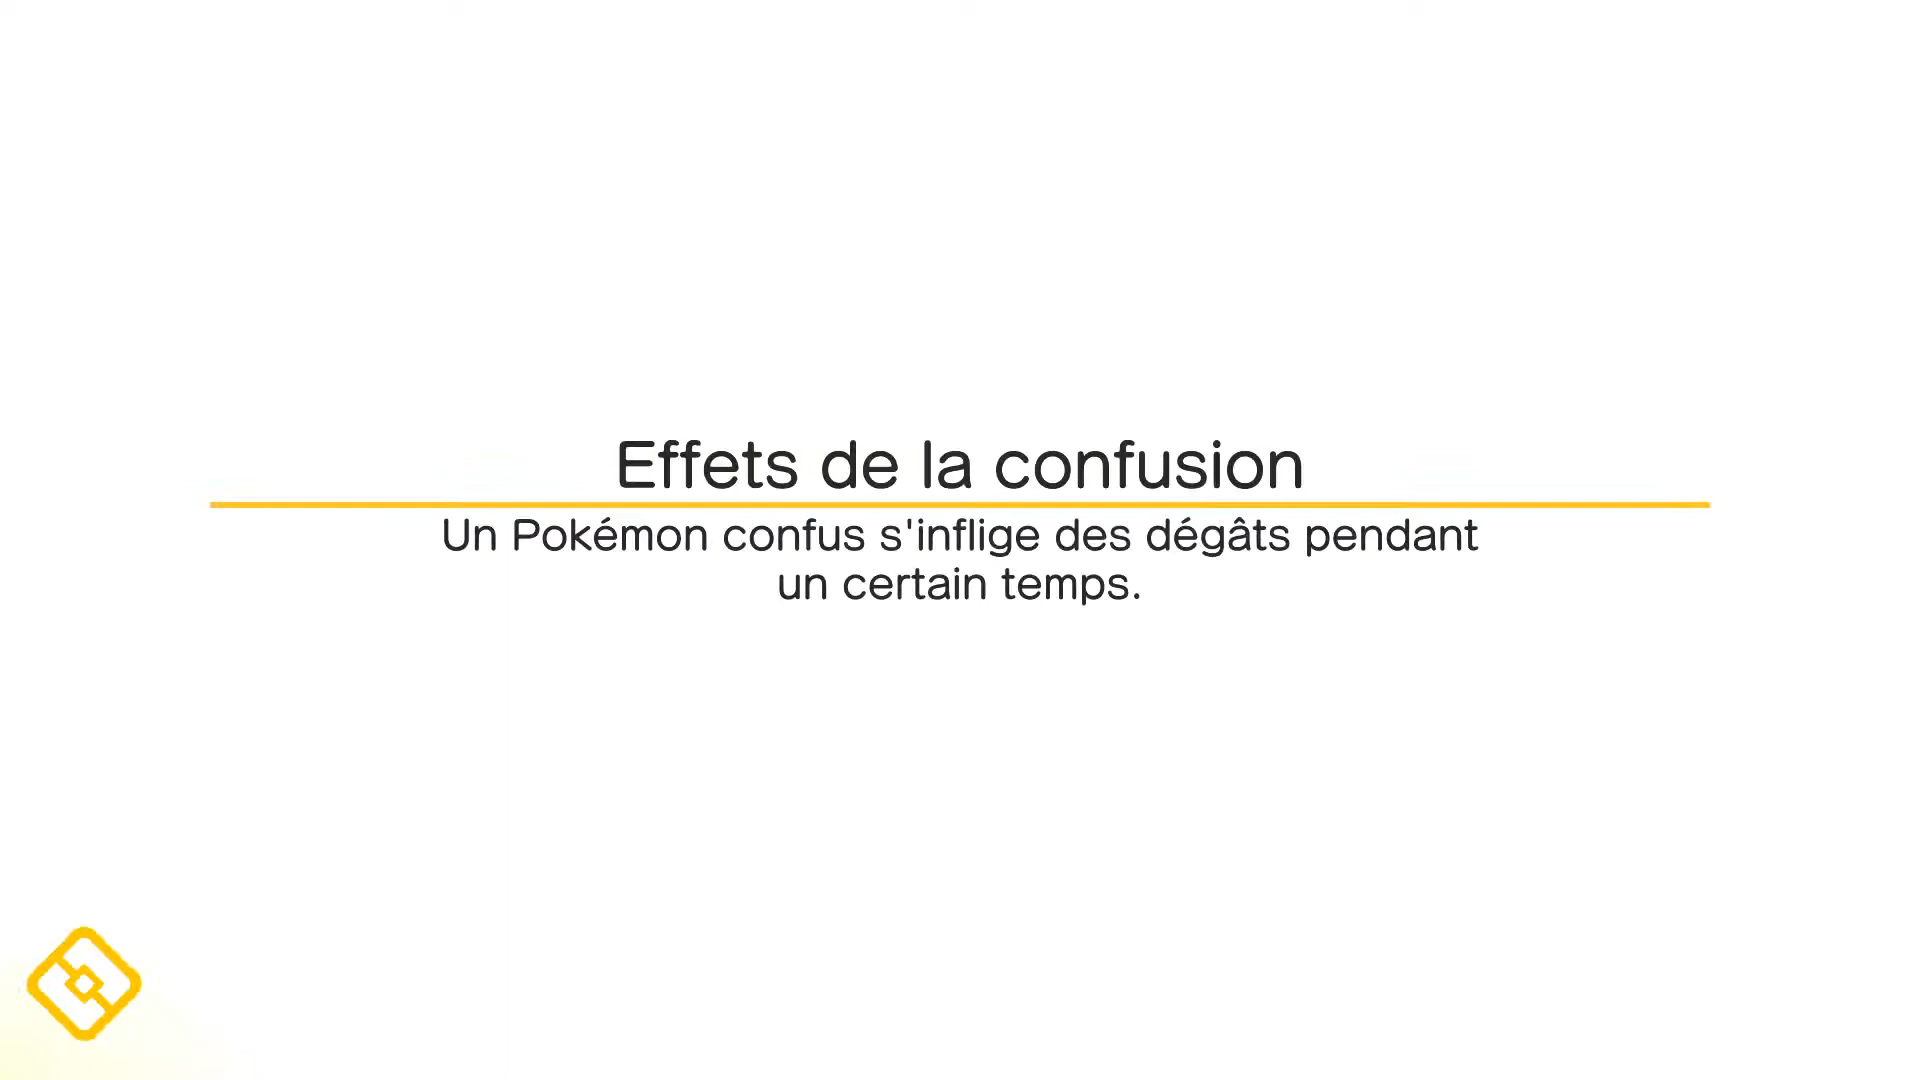 Effets de la confusion
Un Pokémon confus s'inflige des dégâts pendant
un certain temps.